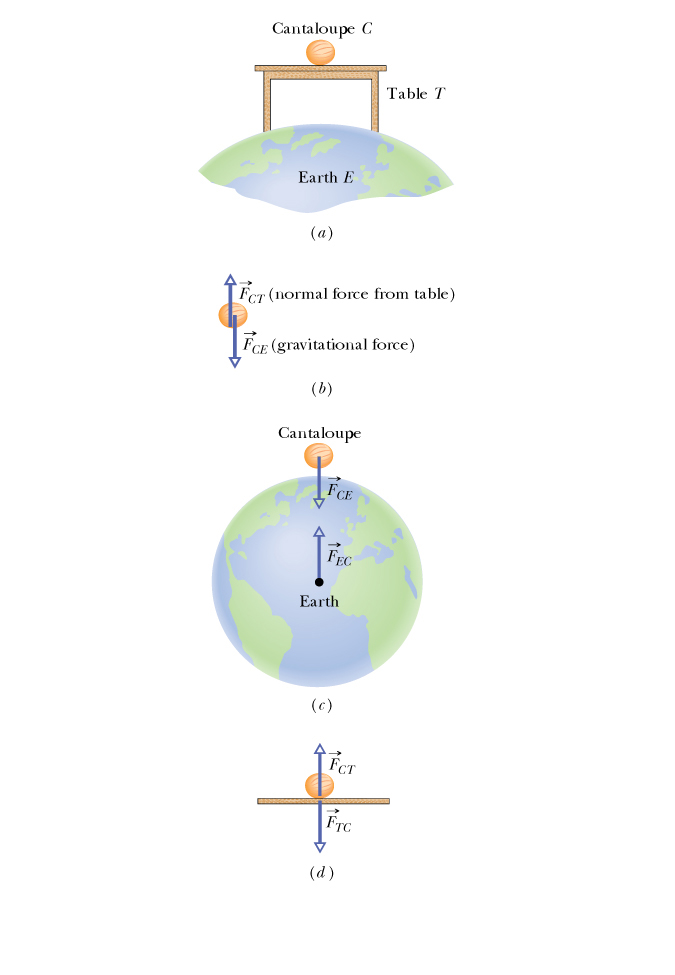 Cantaloupe C
Table T
Earth E
(a)
F⃗CT (normal force from table)
F⃗CE (gravitational force)
(b)
Cantaloupe
F⃗CE
F⃗EC
Earth
(c)
F⃗CT
F⃗TC
(d)